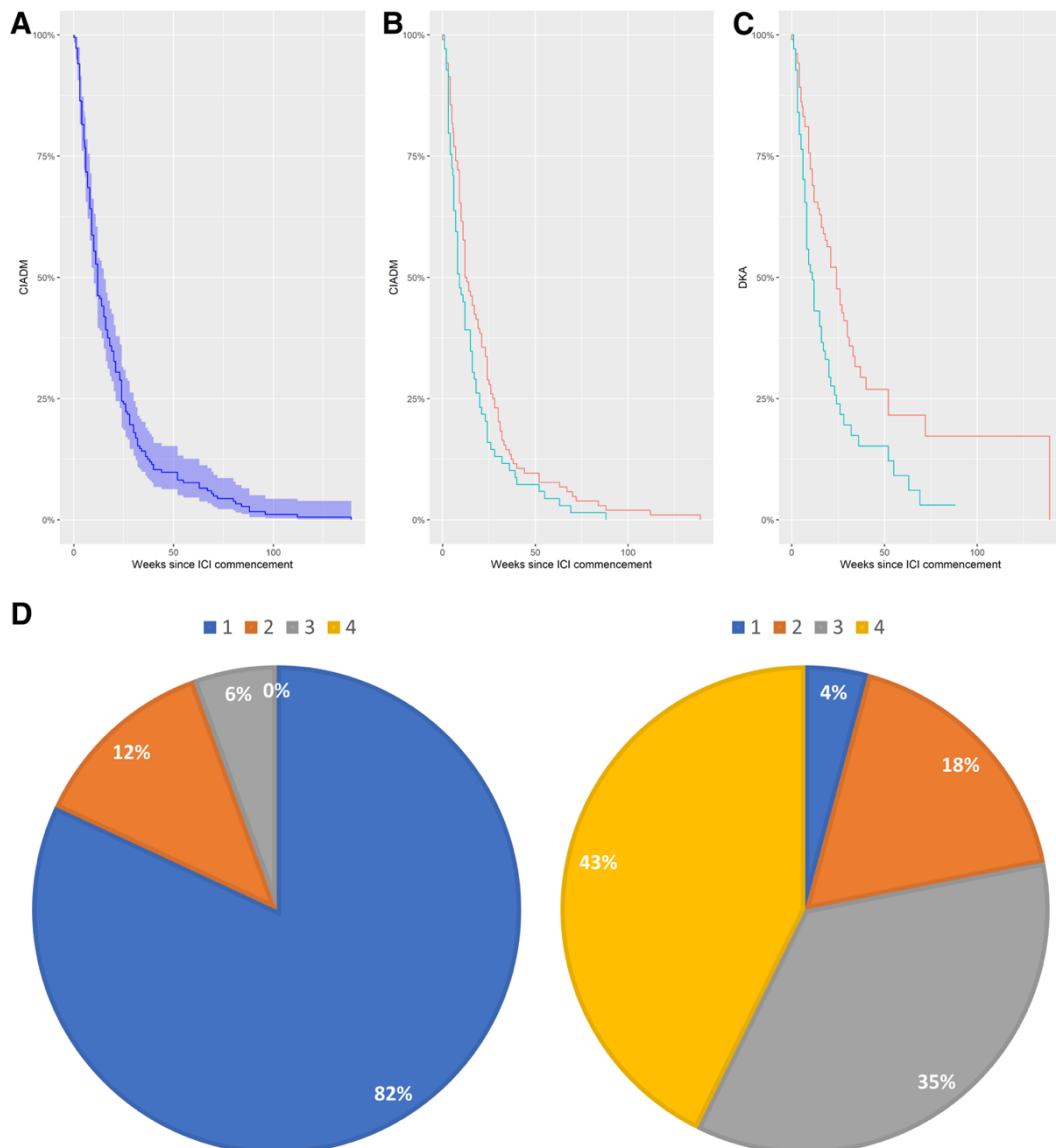 A
B
C
100%
75%
50%
25%
0%
CIADM
0
50
100
Weeks since ICI commencement
100%
75%
50%
25%
0%
CIADM
0
50
100
Weeks since ICI commencement
100%
75%
50%
25%
0%
DKA
0
50
100
Weeks since ICI commencement
D
1 2 3 4
6% 0%
12%
82%
1 2 3 4
4%
18%
43%
35%